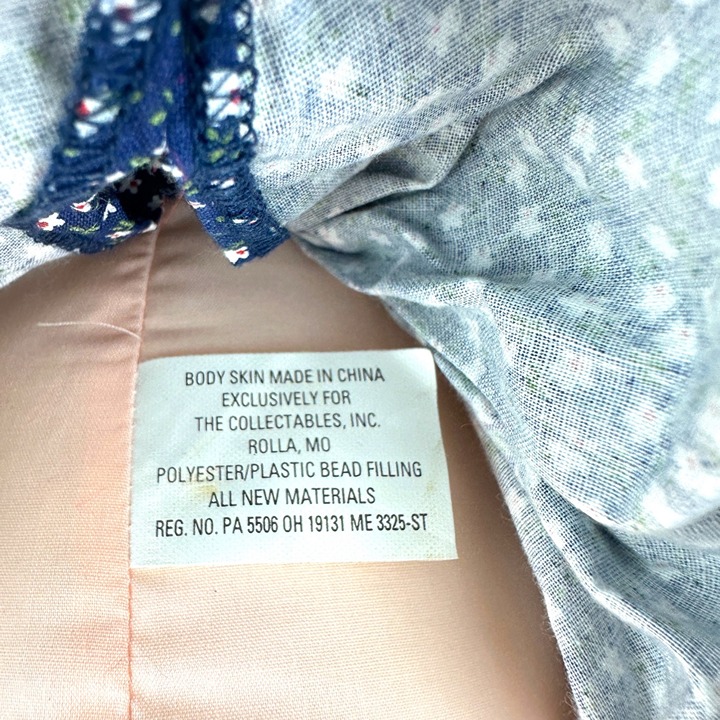 BODY SKIN MADE IN CHINA
EXCLUSIVELY FOR
THE COLLECTABLES, INC.
ROLLA, MO
POLYESTER/PLASTIC BEAD FILLING
ALL NEW MATERIALS
REG. NO. PA 5506 OH 19131 ME 3325-ST